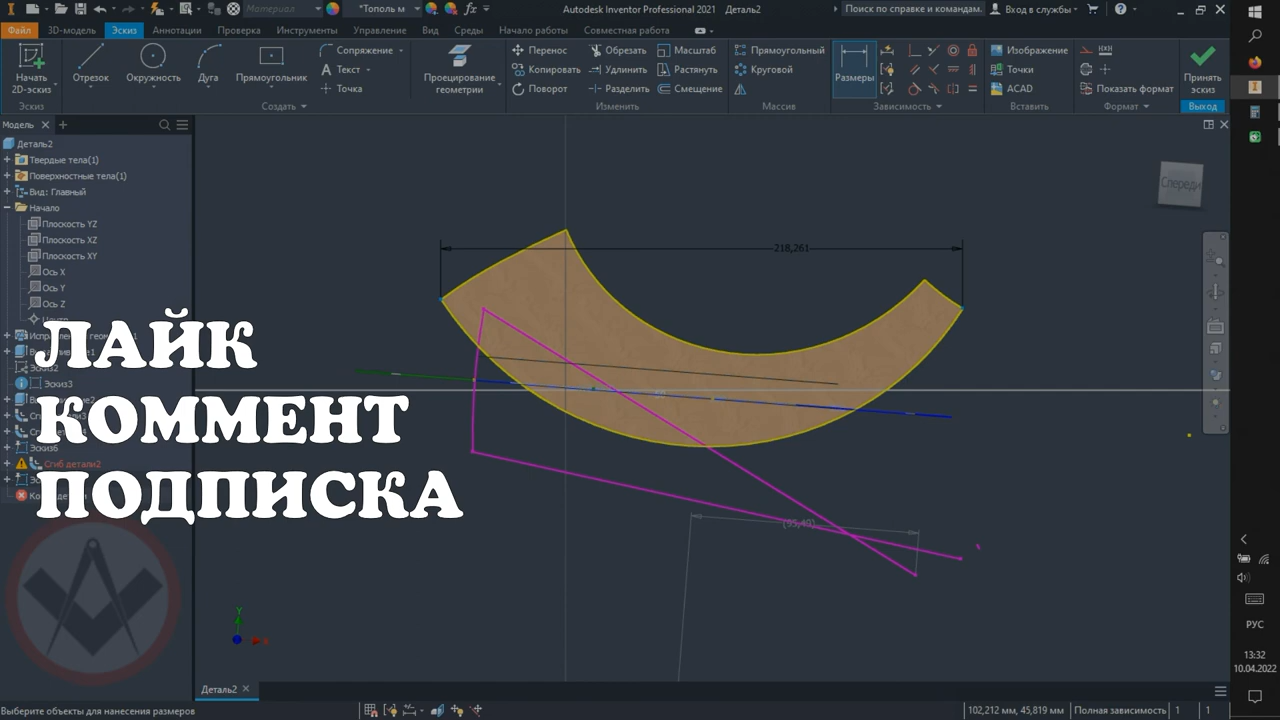 Материал
*Тополь м
fx
Autodesk Inventor Professional 2021 Деталь2
Поиск по справке и командам.
Вход в службы
Файл 3D-модель Эскиз Аннотации Проверка Инструменты Управление Вид Среды Начало работы Совместная работа
Начать 2D-эскиз
Отрезок
Окружность
Дуга
Прямоугольник
Сопряжение
Текст
Точка
Проецирование геометрии
Перенос
Копировать
Поворот
Обрезать
Удлинить
Разделить
Масштаб
Растянуть
Смещение
Прямоугольный
Круговой
Размеры
Изображение
Точки
ACAD
Показать формат
Принять эскиз
Эскиз Создать Изменить Массив Зависимость Вставить Формат Выход
Модель
Деталь2
Твердые тела(1)
Поверхностные тела(1)
Вид: Главный
Начало
Плоскость YZ
Плоскость XZ
Плоскость XY
Ось X
Ось Y
Ось Z
Эскиз3
Эскиз6
Сгиб детали2
ЛАЙК
КОММЕНТ
ПОДПИСКА
Спереди
218,261
(95,40)
Y
X
Деталь2
Выберите объекты для нанесения размеров
102,212 мм, 45,819 мм Полная зависимость 1 1
РУС
13:32
10.04.2022